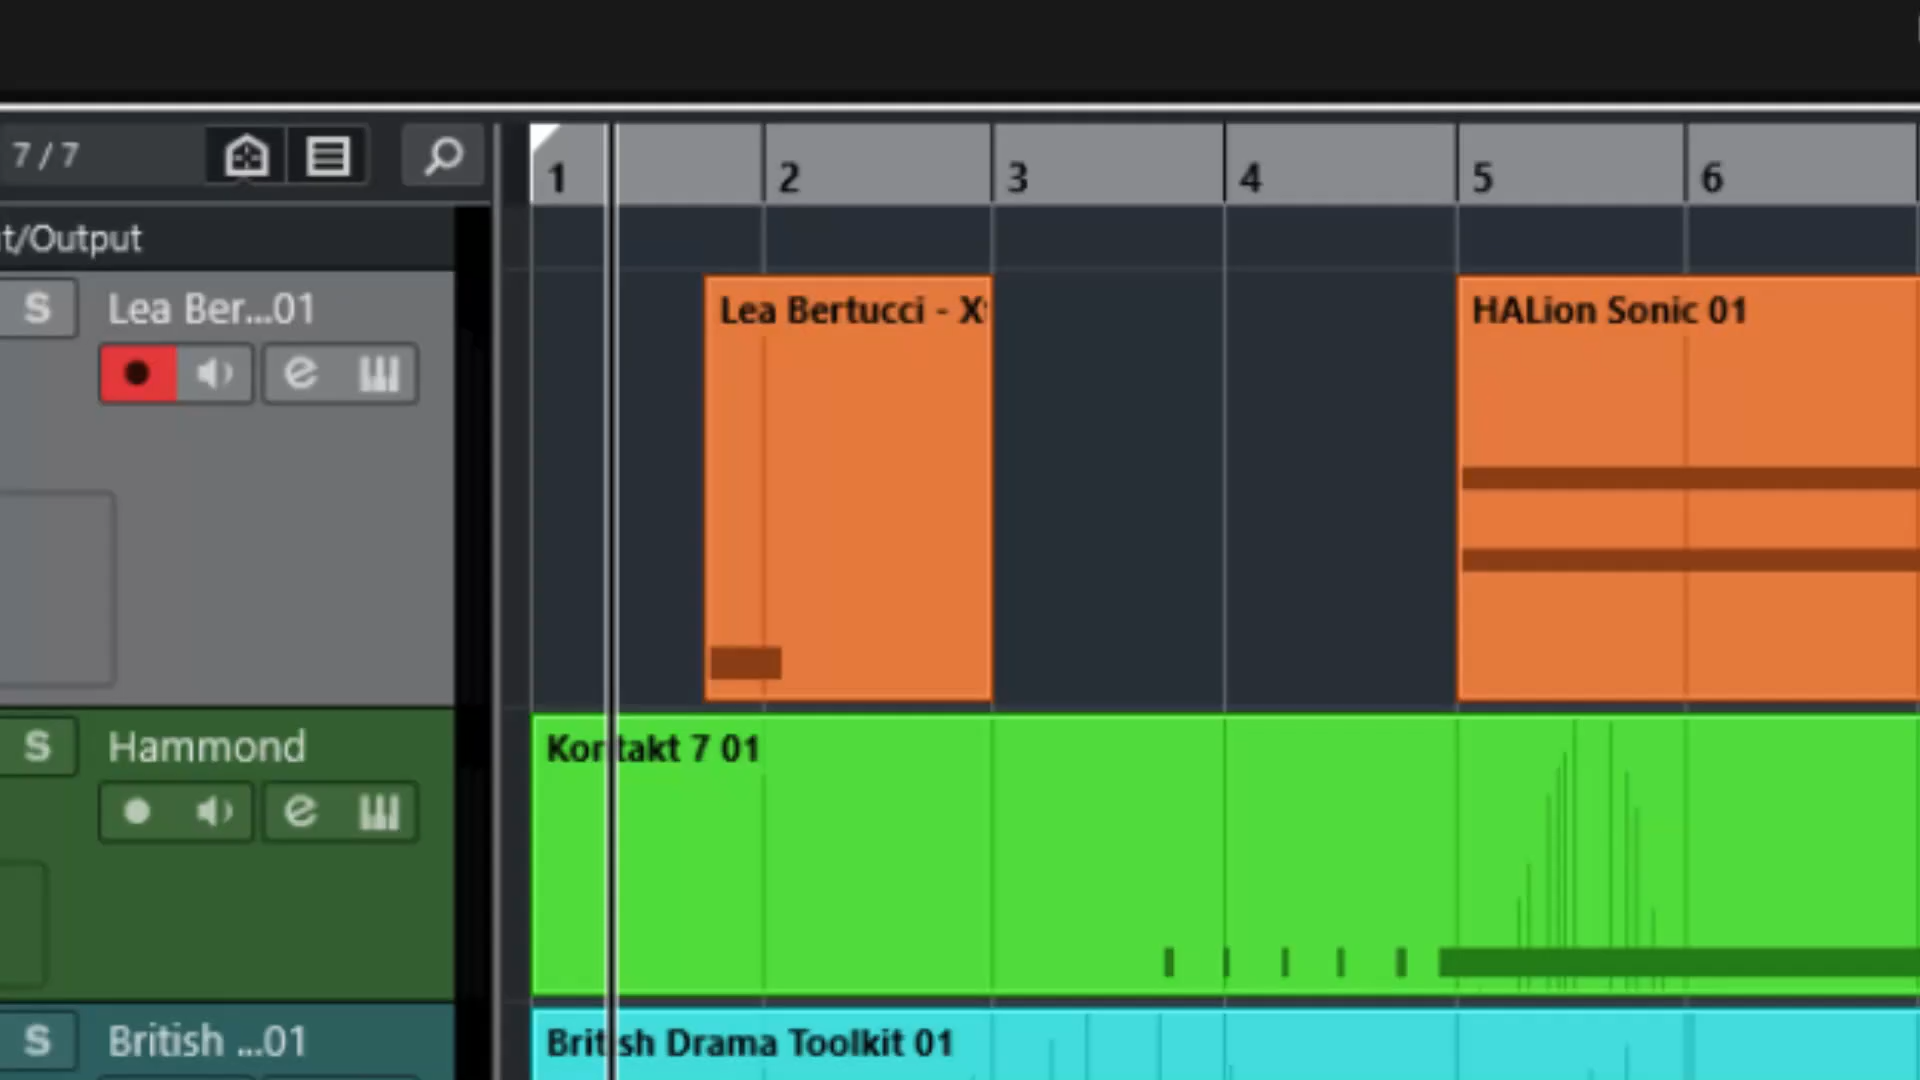 7 / 7
1 2 3 4 5 6
t/Output
S Lea Ber...01
Lea Bertucci - X
HALion Sonic 01
e
S Hammond
Kontakt 7 01
e
S British ...01
British Drama Toolkit 01